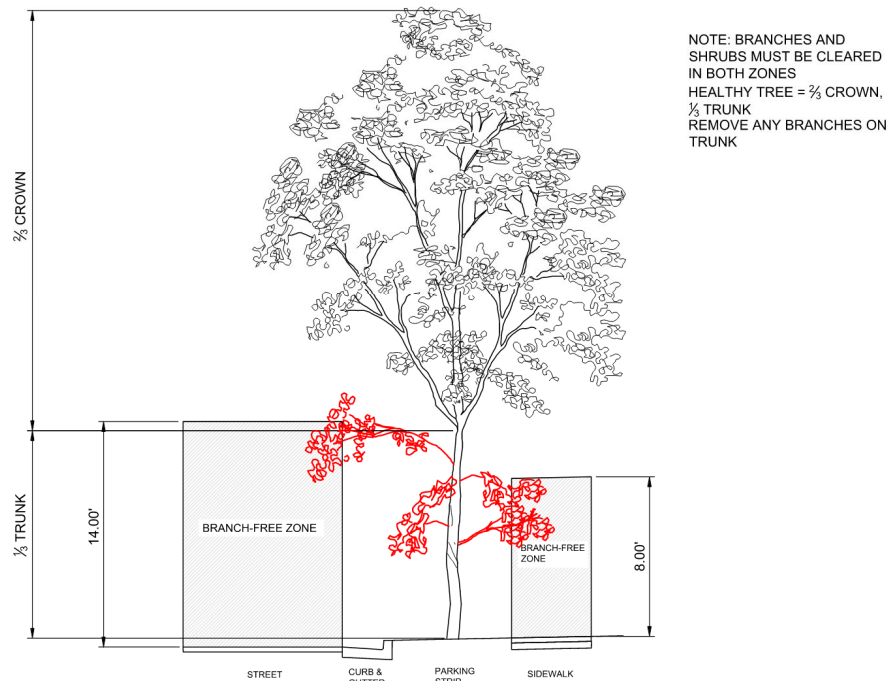 NOTE: BRANCHES AND
SHRUBS MUST BE CLEARED
IN BOTH ZONES
HEALTHY TREE = ⅔ CROWN,
⅓ TRUNK
REMOVE ANY BRANCHES ON
TRUNK
⅔ CROWN
⅓ TRUNK
14.00'
BRANCH-FREE ZONE
BRANCH-FREE
ZONE
8.00'
STREET
CURB &
GUTTER
PARKING
STRIP
SIDEWALK